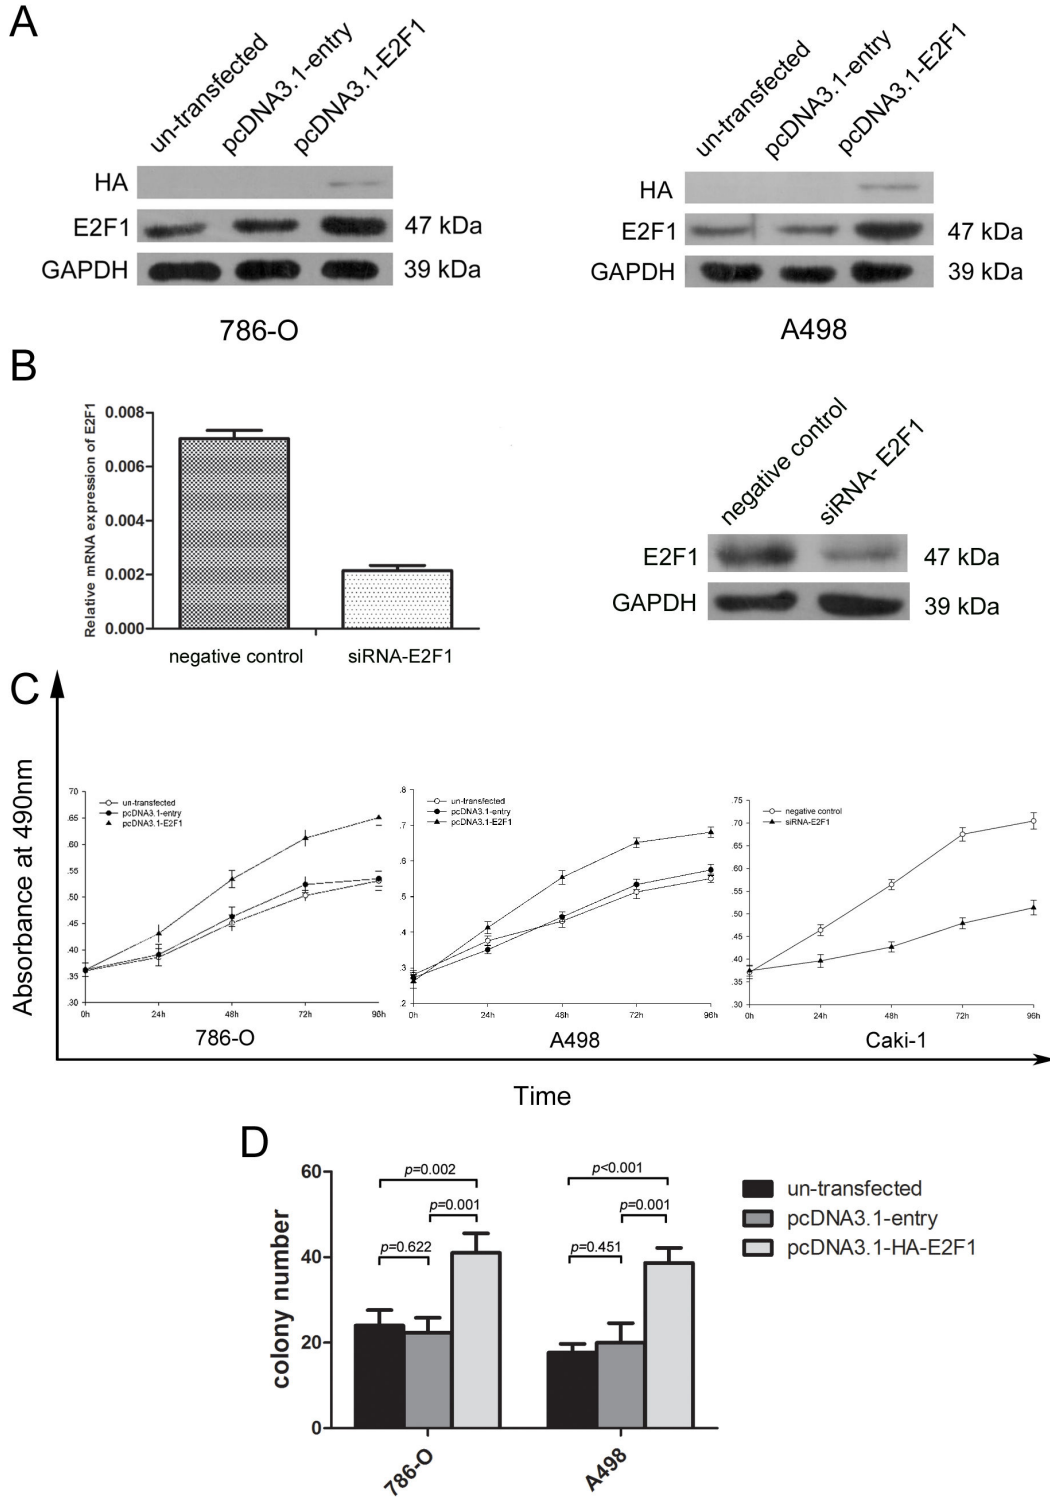 A
un-transfected
pcDNA3.1-entry
pcDNA3.1-E2F1
HA
E2F1
47 kDa
GAPDH
39 kDa
786-O
un-transfected
pcDNA3.1-entry
pcDNA3.1-E2F1
HA
E2F1
47 kDa
GAPDH
39 kDa
A498
B
Relative mRNA expression of E2F1
0.008
0.006
0.004
0.002
0.000
negative control
siRNA-E2F1
negative control
siRNA- E2F1
E2F1
47 kDa
GAPDH
39 kDa
C
Absorbance at 490nm
.70
.65
.60
.55
.50
.45
.40
.35
.30
un-transfected
pcDNA3.1-entry
pcDNA3.1-E2F1
0h 24h 48h 72h 96h
786-O
.8
.7
.6
.5
.4
.3
.2
un-transfected
pcDNA3.1-entry
pcDNA3.1-E2F1
0h 24h 48h 72h 96h
A498
.75
.70
.65
.60
.55
.50
.45
.40
.35
.30
negative control
siRNA-E2F1
0h 24h 48h 72h 96h
Caki-1
Time
D
colony number
60
40
20
0
p=0.002
p=0.001
p=0.622
p<0.001
p=0.001
p=0.451
786-O
A498
un-transfected
pcDNA3.1-entry
pcDNA3.1-HA-E2F1